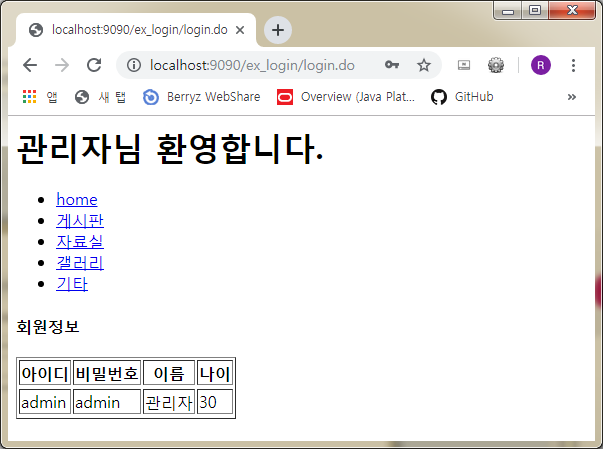 localhost:9090/ex_login/login.do
localhost:9090/ex_login/login.do
R
앱 새 탭 Berryz WebShare Overview (Java Plat... GitHub »
관리자님 환영합니다.
home
게시판
자료실
갤러리
기타
회원정보
아이디 비밀번호 이름 나이
admin admin 관리자 30